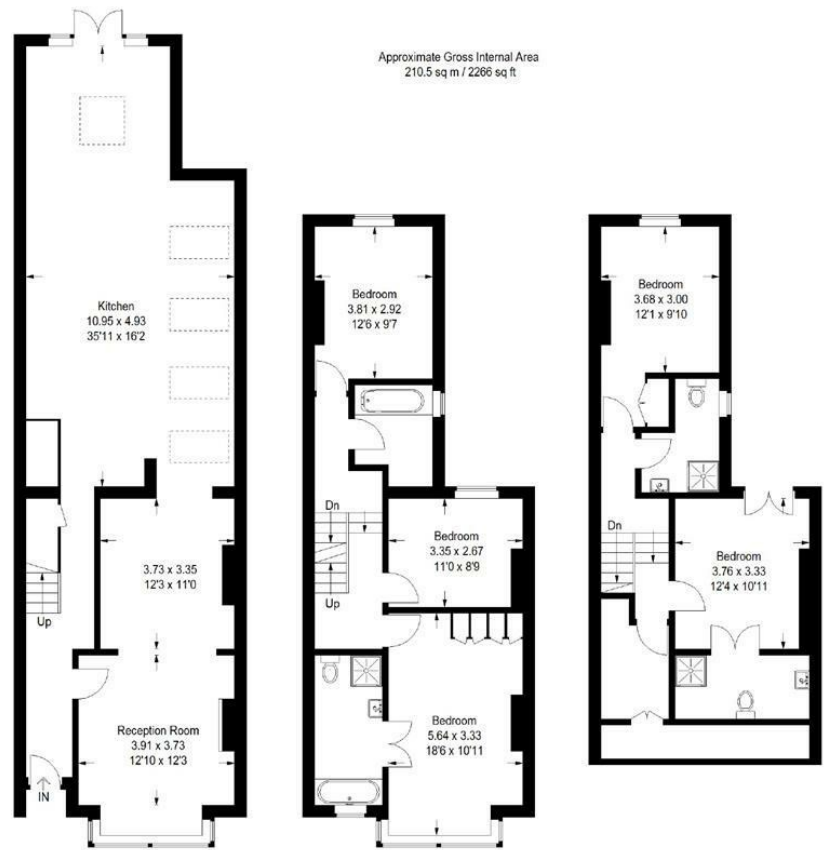 Approximate Gross Internal Area
210.5 sq m / 2266 sq ft
Kitchen
10.95 x 4.93
35'11 x 16'2
Up
3.73 x 3.35
12'3 x 11'0
Reception Room
3.91 x 3.73
12'10 x 12'3
IN
Bedroom
3.81 x 2.92
12'6 x 9'7
Dn
Up
Bedroom
3.35 x 2.67
11'0 x 8'9
Bedroom
5.64 x 3.33
18'6 x 10'11
Bedroom
3.68 x 3.00
12'1 x 9'10
Dn
Bedroom
3.76 x 3.33
12'4 x 10'11